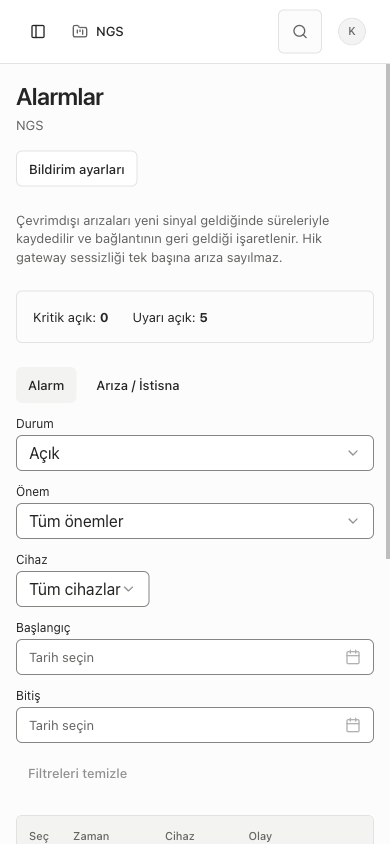 NGS
K
Alarmlar
NGS
Bildirim ayarları
Çevrimdışı arızaları yeni sinyal geldiğinde süreleriyle
kaydedilir ve bağlantının geri geldiği işaretlenir. Hik
gateway sessizliği tek başına arıza sayılmaz.
Kritik açık: 0 Uyarı açık: 5
Alarm Arıza / İstisna
Durum
Açık
Önem
Tüm önemler
Cihaz
Tüm cihazlar
Başlangıç
Tarih seçin
Bitiş
Tarih seçin
Filtreleri temizle
Seç Zaman Cihaz Olay